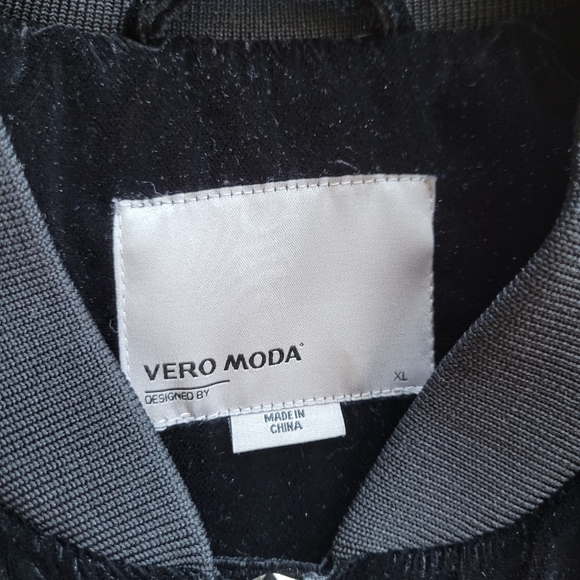 VERO MODA°
DESIGNED BY
XL
MADE IN
CHINA